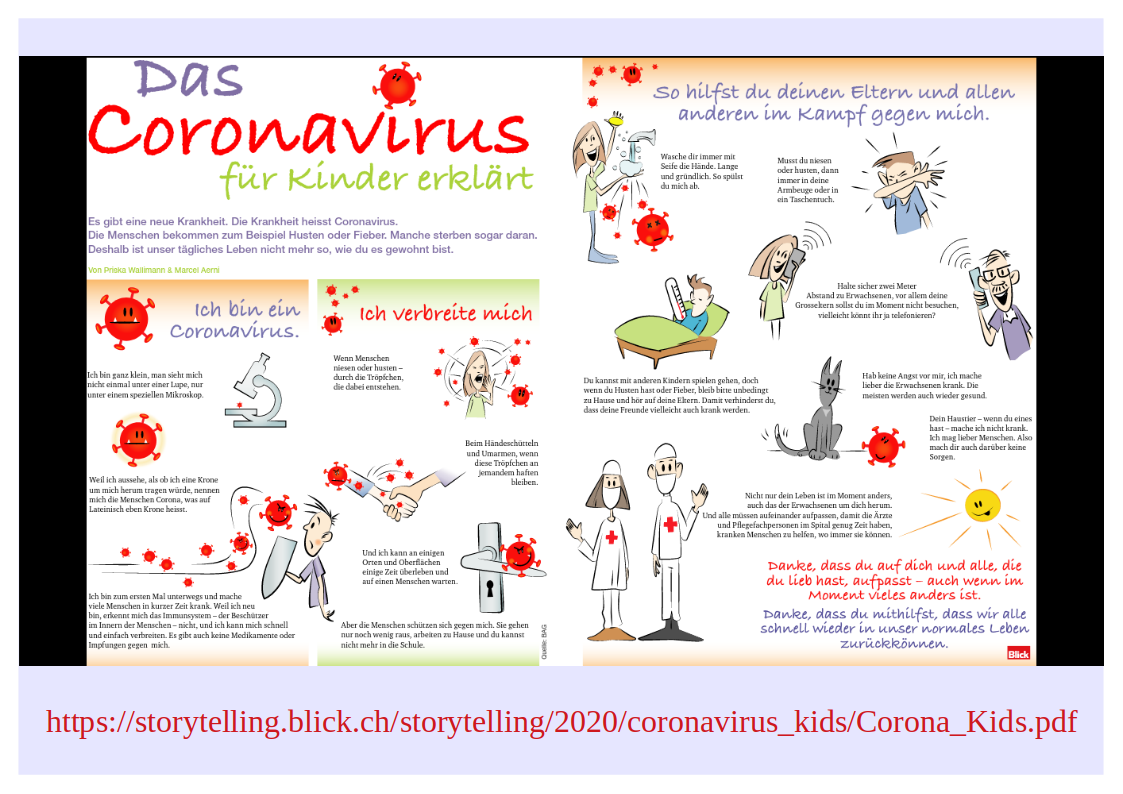 Das
Coronavirus
für Kinder erklärt
Es gibt eine neue Krankheit. Die Krankheit heisst Coronavirus.
Die Menschen bekommen zum Beispiel Husten oder Fieber. Manche sterben sogar daran.
Deshalb ist unser tägliches Leben nicht mehr so, wie du es gewohnt bist.
Von Priska Wallimann & Marcel Aerni
Ich bin ein
Coronavirus.
Ich bin ganz klein, man sieht mich
nicht einmal unter einer Lupe, nur
unter einem speziellen Mikroskop.
Weil ich aussehe, als ob ich eine Krone
um mich herum tragen würde, nennen
mich die Menschen Corona, was auf
Lateinisch eben Krone heisst.
Ich bin zum ersten Mal unterwegs und mache
viele Menschen in kurzer Zeit krank. Weil ich neu
bin, erkennt mich das Immunsystem – der Beschützer
im Innern der Menschen – nicht, und ich kann mich schnell
und einfach verbreiten. Es gibt auch keine Medikamente oder
Impfungen gegen mich.
Ich verbreite mich
Wenn Menschen
niesen oder husten –
durch die Tröpfchen,
die dabei entstehen.
Beim Händeschütteln
und Umarmen, wenn
diese Tröpfchen an
jemandem haften
bleiben.
Und ich kann an einigen
Orten und Oberflächen
einige Zeit überleben und
auf einen Menschen warten.
Aber die Menschen schützen sich gegen mich. Sie gehen
nur noch wenig raus, arbeiten zu Hause und du kannst
nicht mehr in die Schule.
Quelle: BAG
So hilfst du deinen Eltern und allen
anderen im Kampf gegen mich.
Wasche dir immer mit
Seife die Hände. Lange
und gründlich. So spülst
du mich ab.
Musst du niesen
oder husten, dann
immer in deine
Armbeuge oder in
ein Taschentuch.
Halte sicher zwei Meter
Abstand zu Erwachsenen, vor allem deine
Grosseltern sollst du im Moment nicht besuchen,
vielleicht könnt ihr ja telefonieren?
Du kannst mit anderen Kindern spielen gehen, doch
wenn du Husten hast oder Fieber, bleib bitte unbedingt
zu Hause und hör auf deine Eltern. Damit verhinderst du,
dass deine Freunde vielleicht auch krank werden.
Hab keine Angst vor mir, ich mache
lieber die Erwachsenen krank. Die
meisten werden auch wieder gesund.
Dein Haustier – wenn du eines
hast – mache ich nicht krank.
Ich mag lieber Menschen. Also
mach dir auch darüber keine
Sorgen.
Nicht nur dein Leben ist im Moment anders,
auch das der Erwachsenen um dich herum.
Und alle müssen aufeinander aufpassen, damit die Ärzte
und Pflegefachpersonen im Spital genug Zeit haben,
kranken Menschen zu helfen, wo immer sie können.
Danke, dass du auf dich und alle, die
du lieb hast, aufpasst – auch wenn im
Moment vieles anders ist.
Danke, dass du mithilfst, dass wir alle
schnell wieder in unser normales Leben
zurückkönnen.
Blick
https://storytelling.blick.ch/storytelling/2020/coronavirus_kids/Corona_Kids.pdf